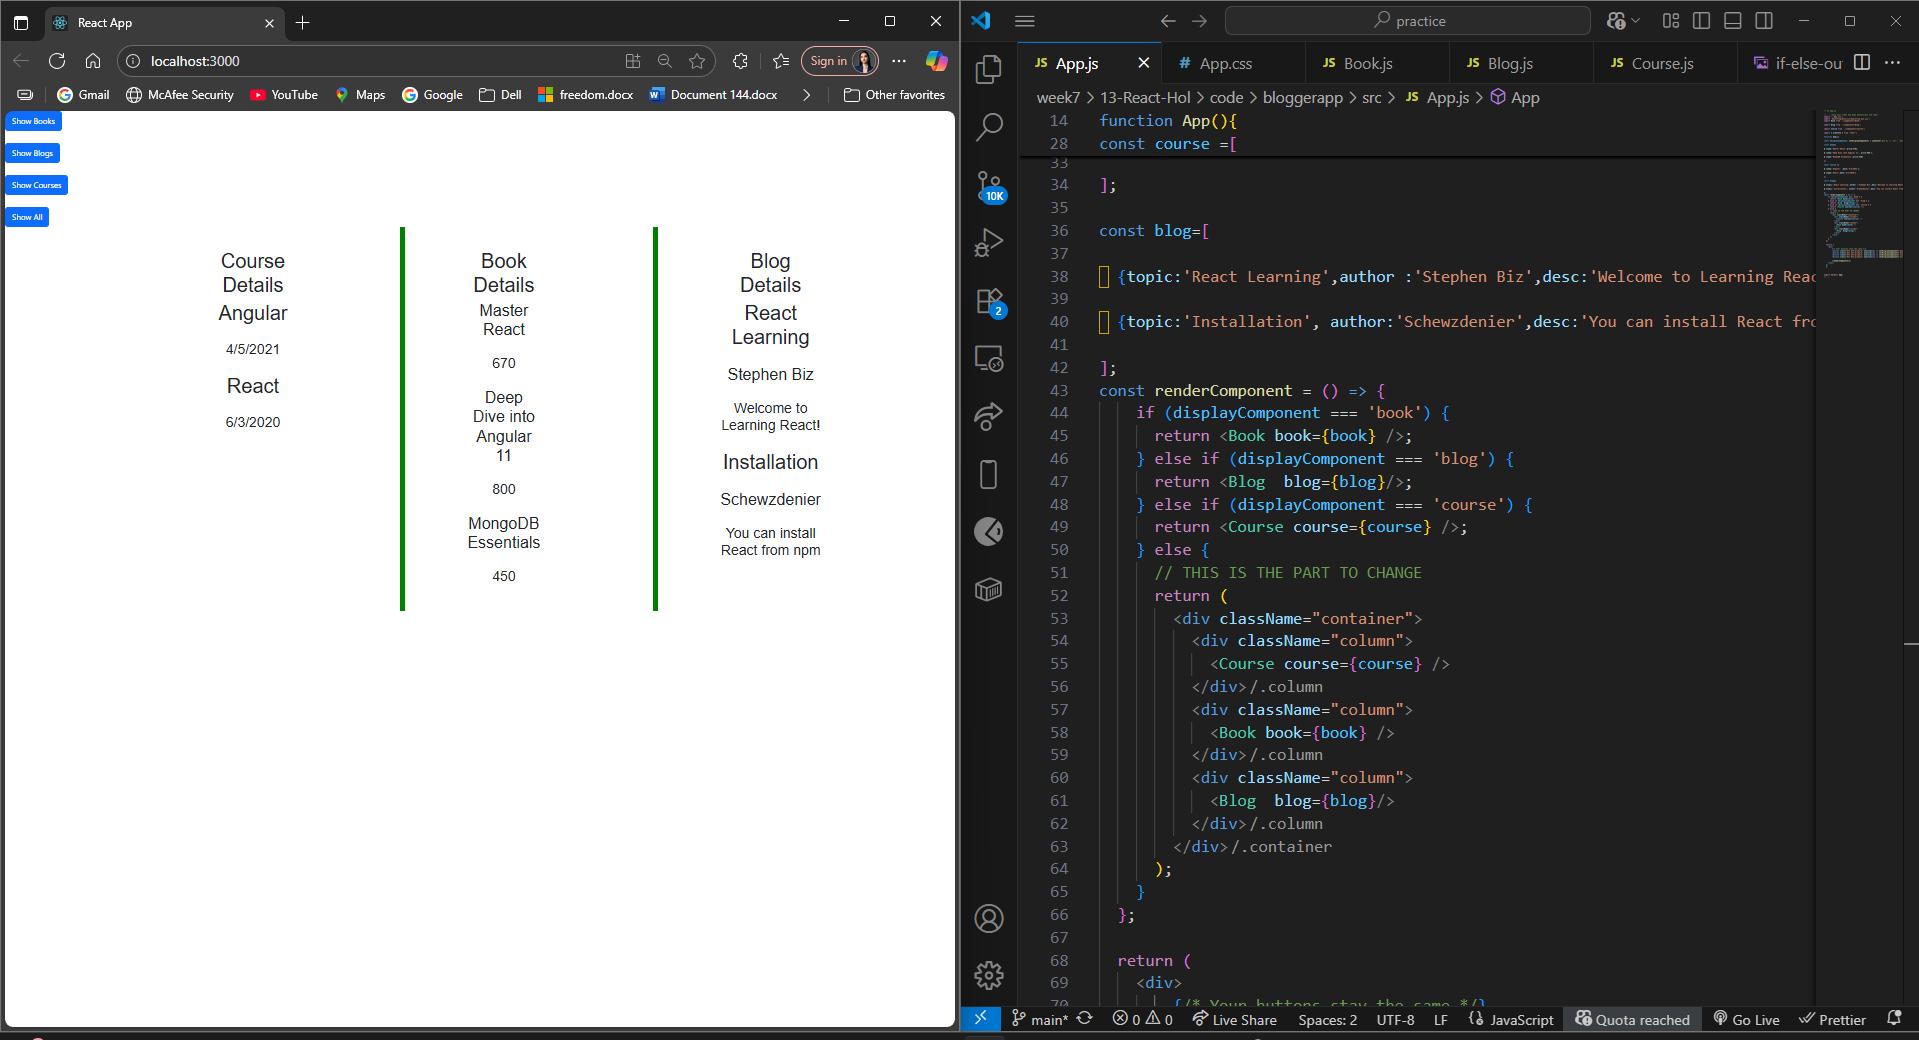 React App
localhost:3000
Sign in
Gmail
McAfee Security
YouTube
Maps
Google
Dell
freedom.docx
Document 144.docx
Other favorites
Show Books
Show Blogs
Show Courses
Show All
Course
Details
Angular
4/5/2021
React
6/3/2020
Book
Details
Master
React
670
Deep
Dive into
Angular
11
800
MongoDB
Essentials
450
Blog
Details
React
Learning
Stephen Biz
Welcome to
Learning React!
Installation
Schewzdenier
You can install
React from npm
practice
JS App.js
# App.css
JS Book.js
JS Blog.js
JS Course.js
if-else-ou
week7 > 13-React-Hol > code > bloggerapp > src > JS App.js > App
10K
2
14 function App(){
28 const course =[
33
34 ];
35
36 const blog=[
37
38 {topic:'React Learning',author :'Stephen Biz',desc:'Welcome to Learning Reac
39
40 {topic:'Installation', author:'Schewzdenier',desc:'You can install React fro
41
42 ];
43 const renderComponent = () => {
44 if (displayComponent === 'book') {
45 return <Book book={book} />;
46 } else if (displayComponent === 'blog') {
47 return <Blog  blog={blog}/>;
48 } else if (displayComponent === 'course') {
49 return <Course course={course} />;
50 } else {
51 // THIS IS THE PART TO CHANGE
52 return (
53 <div className="container">
54 <div className="column">
55 <Course course={course} />
56 </div>/.column
57 <div className="column">
58 <Book book={book} />
59 </div>/.column
60 <div className="column">
61 <Blog  blog={blog}/>
62 </div>/.column
63 </div>/.container
64 );
65 }
66 };
67
68 return (
69 <div>
70 {/* Your buttons stay the same */}
main* 0 0 Live Share Spaces: 2 UTF-8 LF JavaScript Quota reached Go Live Prettier